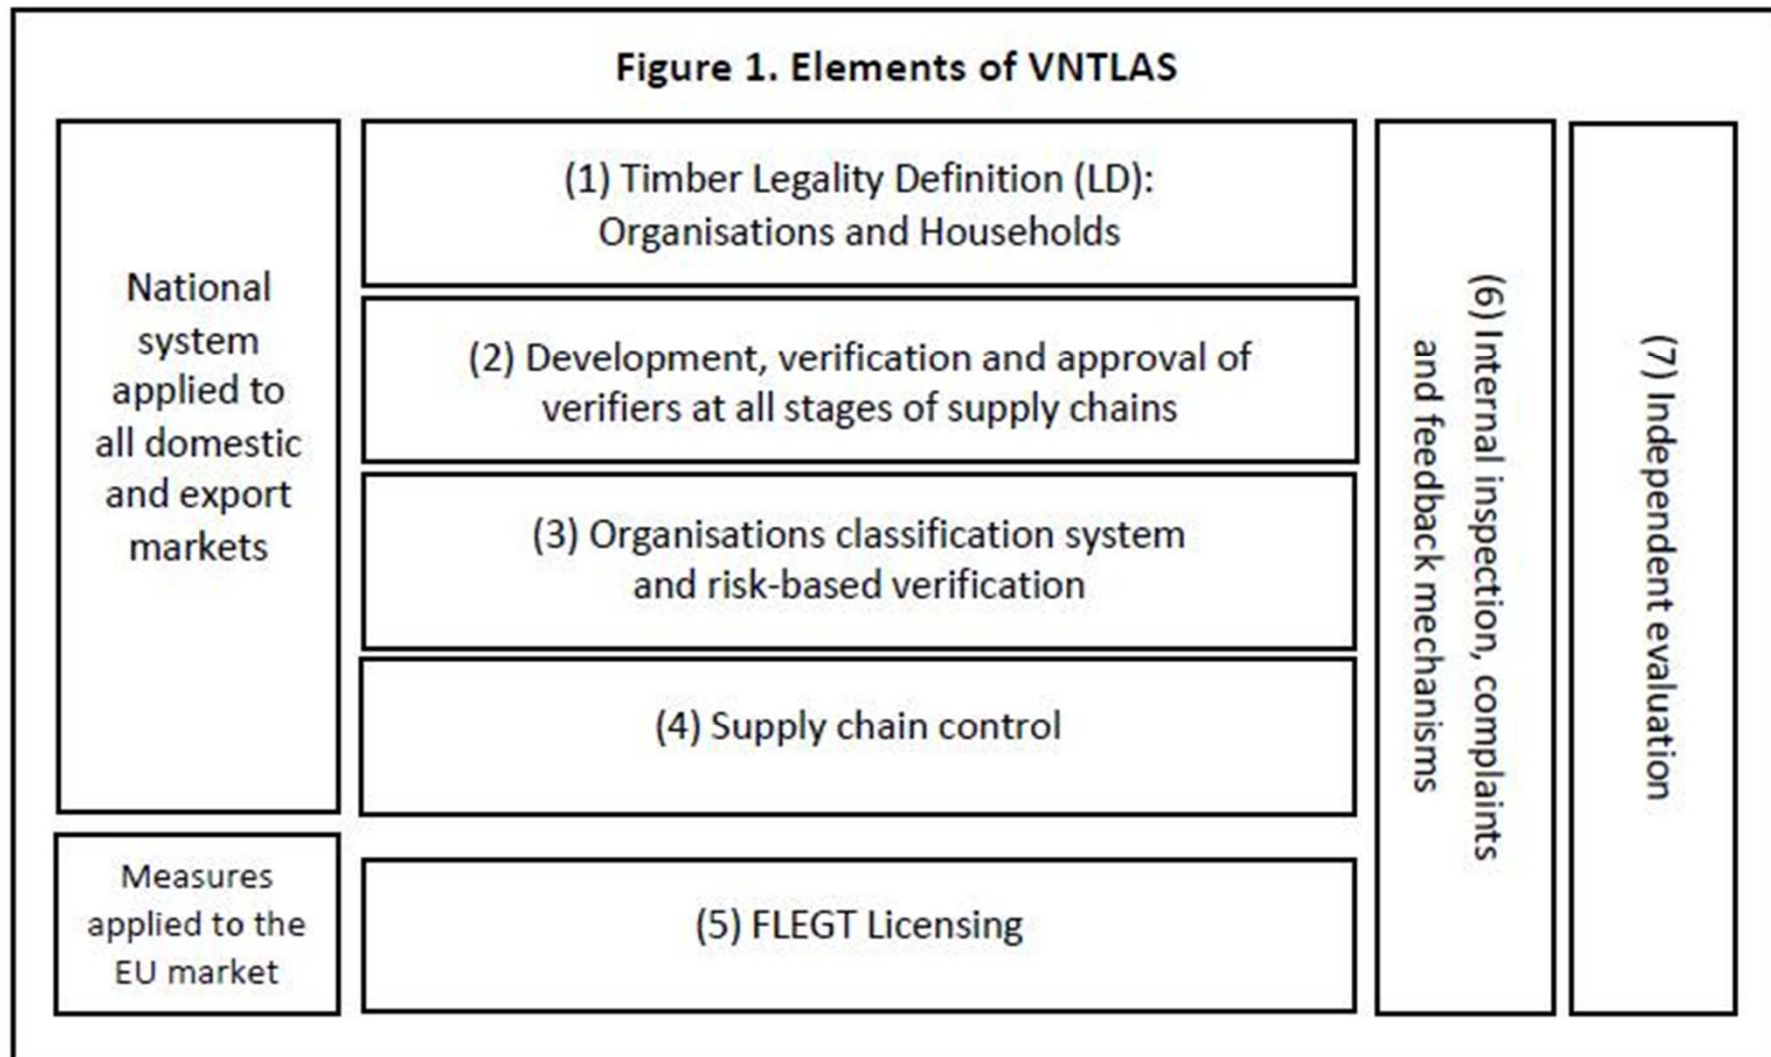 Figure 1. Elements of VNTLAS
National
system
applied to
all domestic
and export
markets
(1) Timber Legality Definition (LD):
Organisations and Households
(2) Development, verification and approval of
verifiers at all stages of supply chains
(3) Organisations classification system
and risk-based verification
(4) Supply chain control
Measures
applied to the
EU market
(5) FLEGT Licensing
(6) Internal inspection, complaints
and feedback mechanisms
(7) Independent evaluation